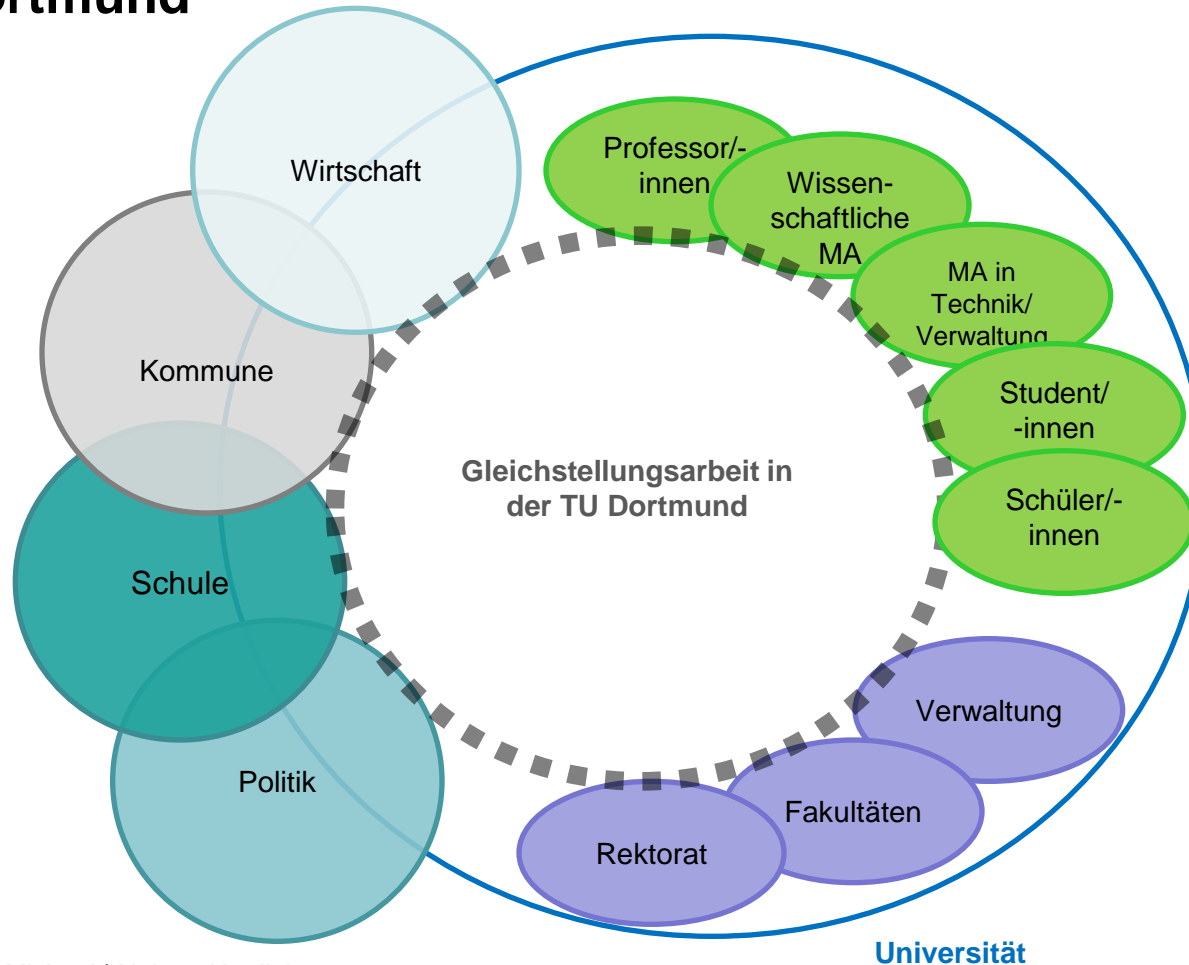 Wirtschaft
Kommune
Schule
Politik
Professor/-
innen
Wissen-
schaftliche
MA
MA in
Technik/
Verwaltung
Student/
-innen
Schüler/-
innen
Gleichstellungsarbeit in
der TU Dortmund
Verwaltung
Fakultäten
Rektorat
Universität